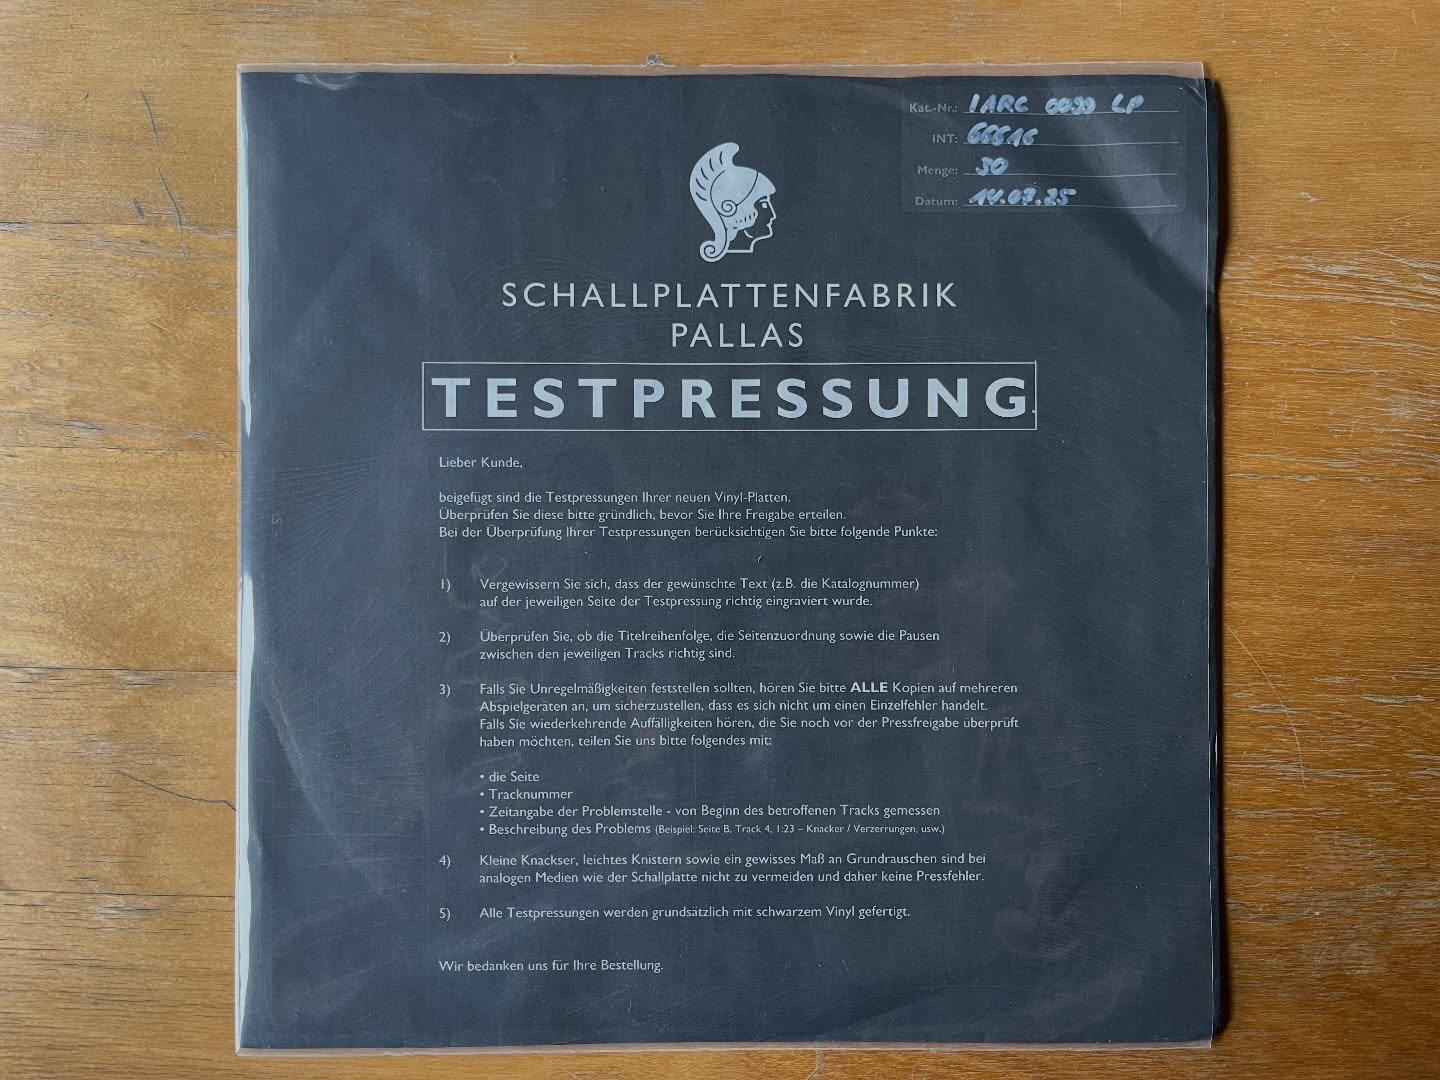 Kat.-Nr.: IARC 0090 LP
INT: 66616
Menge: 30
Datum: 14.07.25
SCHALLPLATTENFABRIK
PALLAS
TESTPRESSUNG
Lieber Kunde,
beigefügt sind die Testpressungen Ihrer neuen Vinyl-Platten.
Überprüfen Sie diese bitte gründlich, bevor Sie Ihre Freigabe erteilen.
Bei der Überprüfung Ihrer Testpressungen berücksichtigen Sie bitte folgende Punkte:
1) Vergewissern Sie sich, dass der gewünschte Text (z.B. die Katalognummer)
auf der jeweiligen Seite der Testpressung richtig eingraviert wurde.
2) Überprüfen Sie, ob die Titelreihenfolge, die Seitenzuordnung sowie die Pausen
zwischen den jeweiligen Tracks richtig sind.
3) Falls Sie Unregelmäßigkeiten feststellen sollten, hören Sie bitte ALLE Kopien auf mehreren
Abspielgeräten an, um sicherzustellen, dass es sich nicht um einen Einzelfehler handelt.
Falls Sie wiederkehrende Auffälligkeiten hören, die Sie noch vor der Pressfreigabe überprüft
haben möchten, teilen Sie uns bitte folgendes mit:
• die Seite
• Tracknummer
• Zeitangabe der Problemstelle - von Beginn des betroffenen Tracks gemessen
• Beschreibung des Problems (Beispiel: Seite B, Track 4, 1:23 – Knacker / Verzerrungen, usw.)
4) Kleine Knackser, leichtes Knistern sowie ein gewisses Maß an Grundrauschen sind bei
analogen Medien wie der Schallplatte nicht zu vermeiden und daher keine Pressfehler.
5) Alle Testpressungen werden grundsätzlich mit schwarzem Vinyl gefertigt.
Wir bedanken uns für Ihre Bestellung.